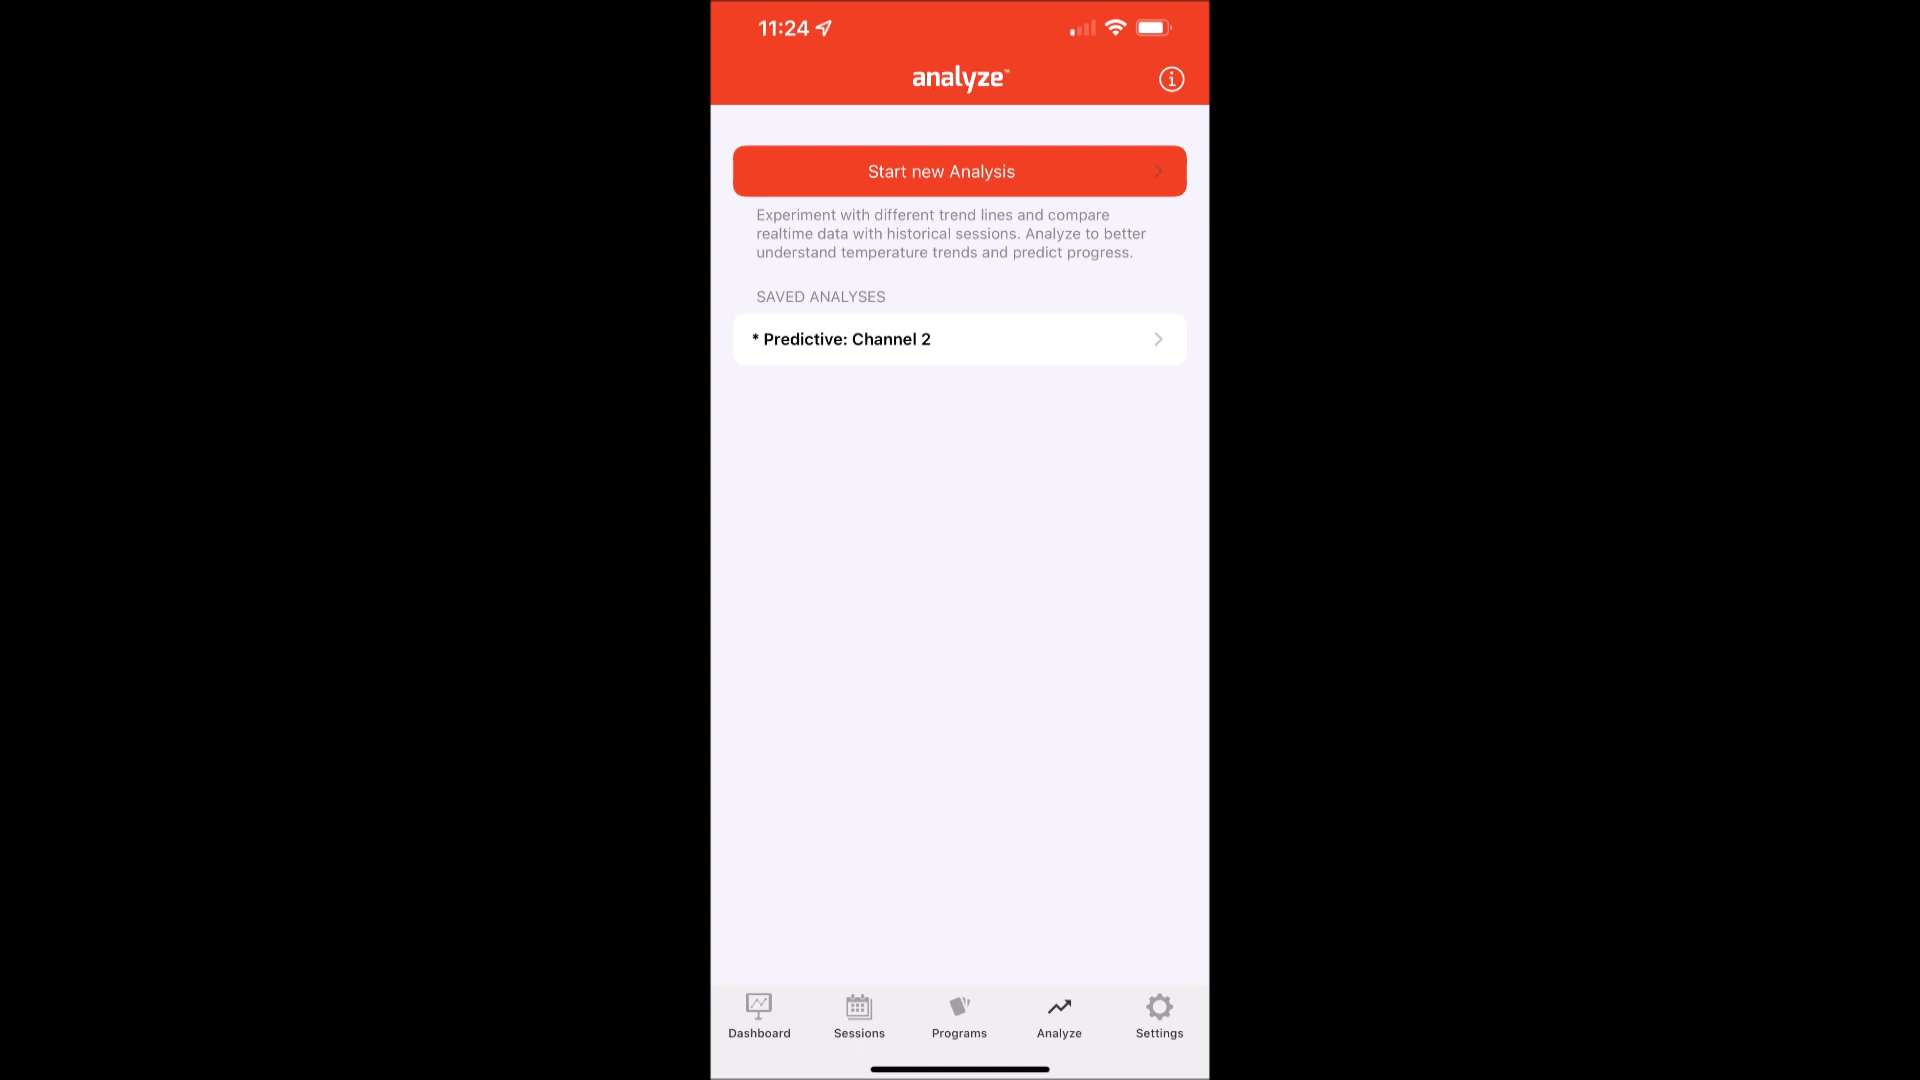 11:24
analyze™
Start new Analysis
Experiment with different trend lines and compare
realtime data with historical sessions. Analyze to better
understand temperature trends and predict progress.
SAVED ANALYSES
* Predictive: Channel 2
Dashboard
Sessions
Programs
Analyze
Settings